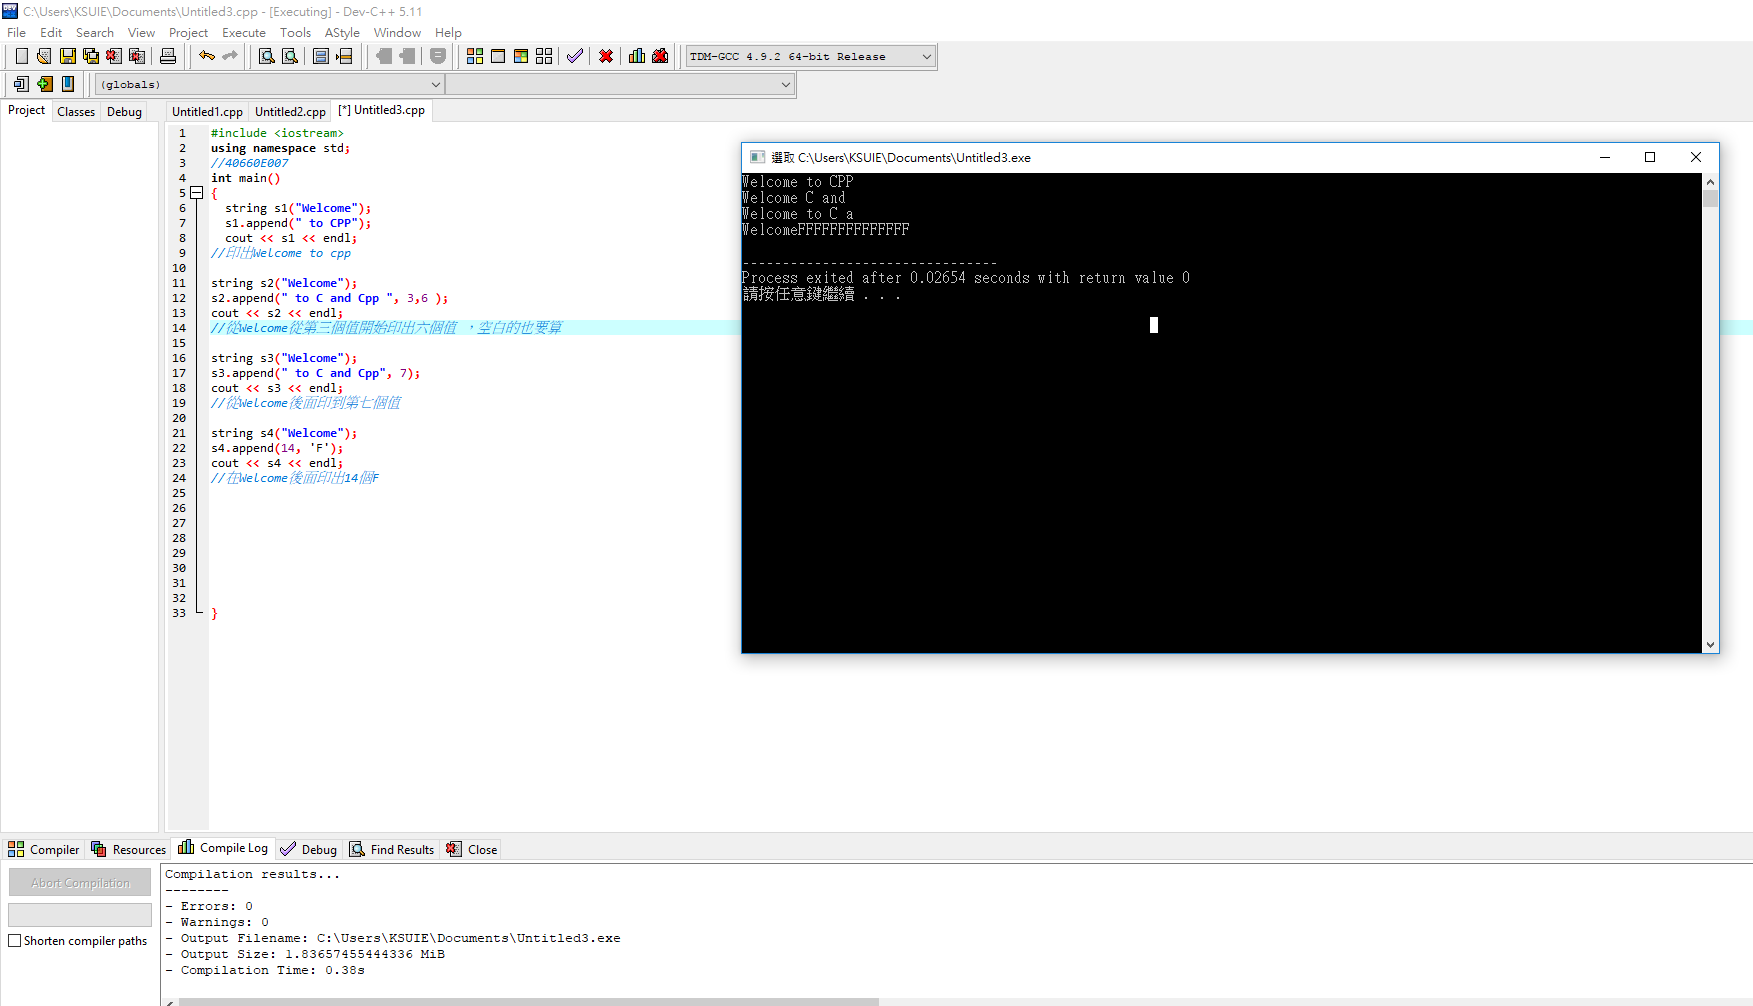 C:\Users\KSUIE\Documents\Untitled3.cpp - [Executing] - Dev-C++ 5.11
File Edit Search View Project Execute Tools AStyle Window Help
TDM-GCC 4.9.2 64-bit Release
(globals)
Project Classes Debug
Untitled1.cpp Untitled2.cpp [*] Untitled3.cpp
1 #include <iostream>
2 using namespace std;
3 //40660E007
4 int main()
5 {
6 string s1("Welcome");
7 s1.append(" to CPP");
8 cout << s1 << endl;
9 //印出Welcome to cpp
10
11 string s2("Welcome");
12 s2.append(" to C and Cpp ", 3,6 );
13 cout << s2 << endl;
14 //從Welcome從第三個值開始印出六個值 ，空白的也要算
15
16 string s3("Welcome");
17 s3.append(" to C and Cpp", 7);
18 cout << s3 << endl;
19 //從Welcome後面印到第七個值
20
21 string s4("Welcome");
22 s4.append(14, 'F');
23 cout << s4 << endl;
24 //在Welcome後面印出14個F
25
26
27
28
29
30
31
32
33 }
選取 C:\Users\KSUIE\Documents\Untitled3.exe
Welcome to CPP
Welcome C and
Welcome to C a
WelcomeFFFFFFFFFFFFFF
--------------------------------
Process exited after 0.02654 seconds with return value 0
請按任意鍵繼續 . . .
Compiler Resources Compile Log Debug Find Results Close
Abort Compilation
Shorten compiler paths
Compilation results...
--------
- Errors: 0
- Warnings: 0
- Output Filename: C:\Users\KSUIE\Documents\Untitled3.exe
- Output Size: 1.83657455444336 MiB
- Compilation Time: 0.38s